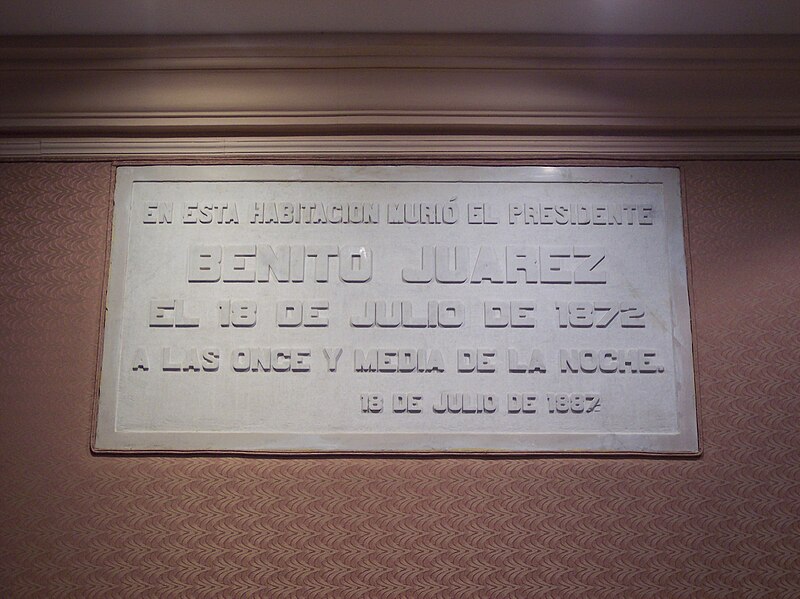 EN ESTA HABITACION MURIÓ EL PRESIDENTE
BENITO JUAREZ
EL 18 DE JULIO DE 1872
A LAS ONCE Y MEDIA DE LA NOCHE.
18 DE JULIO DE 1887